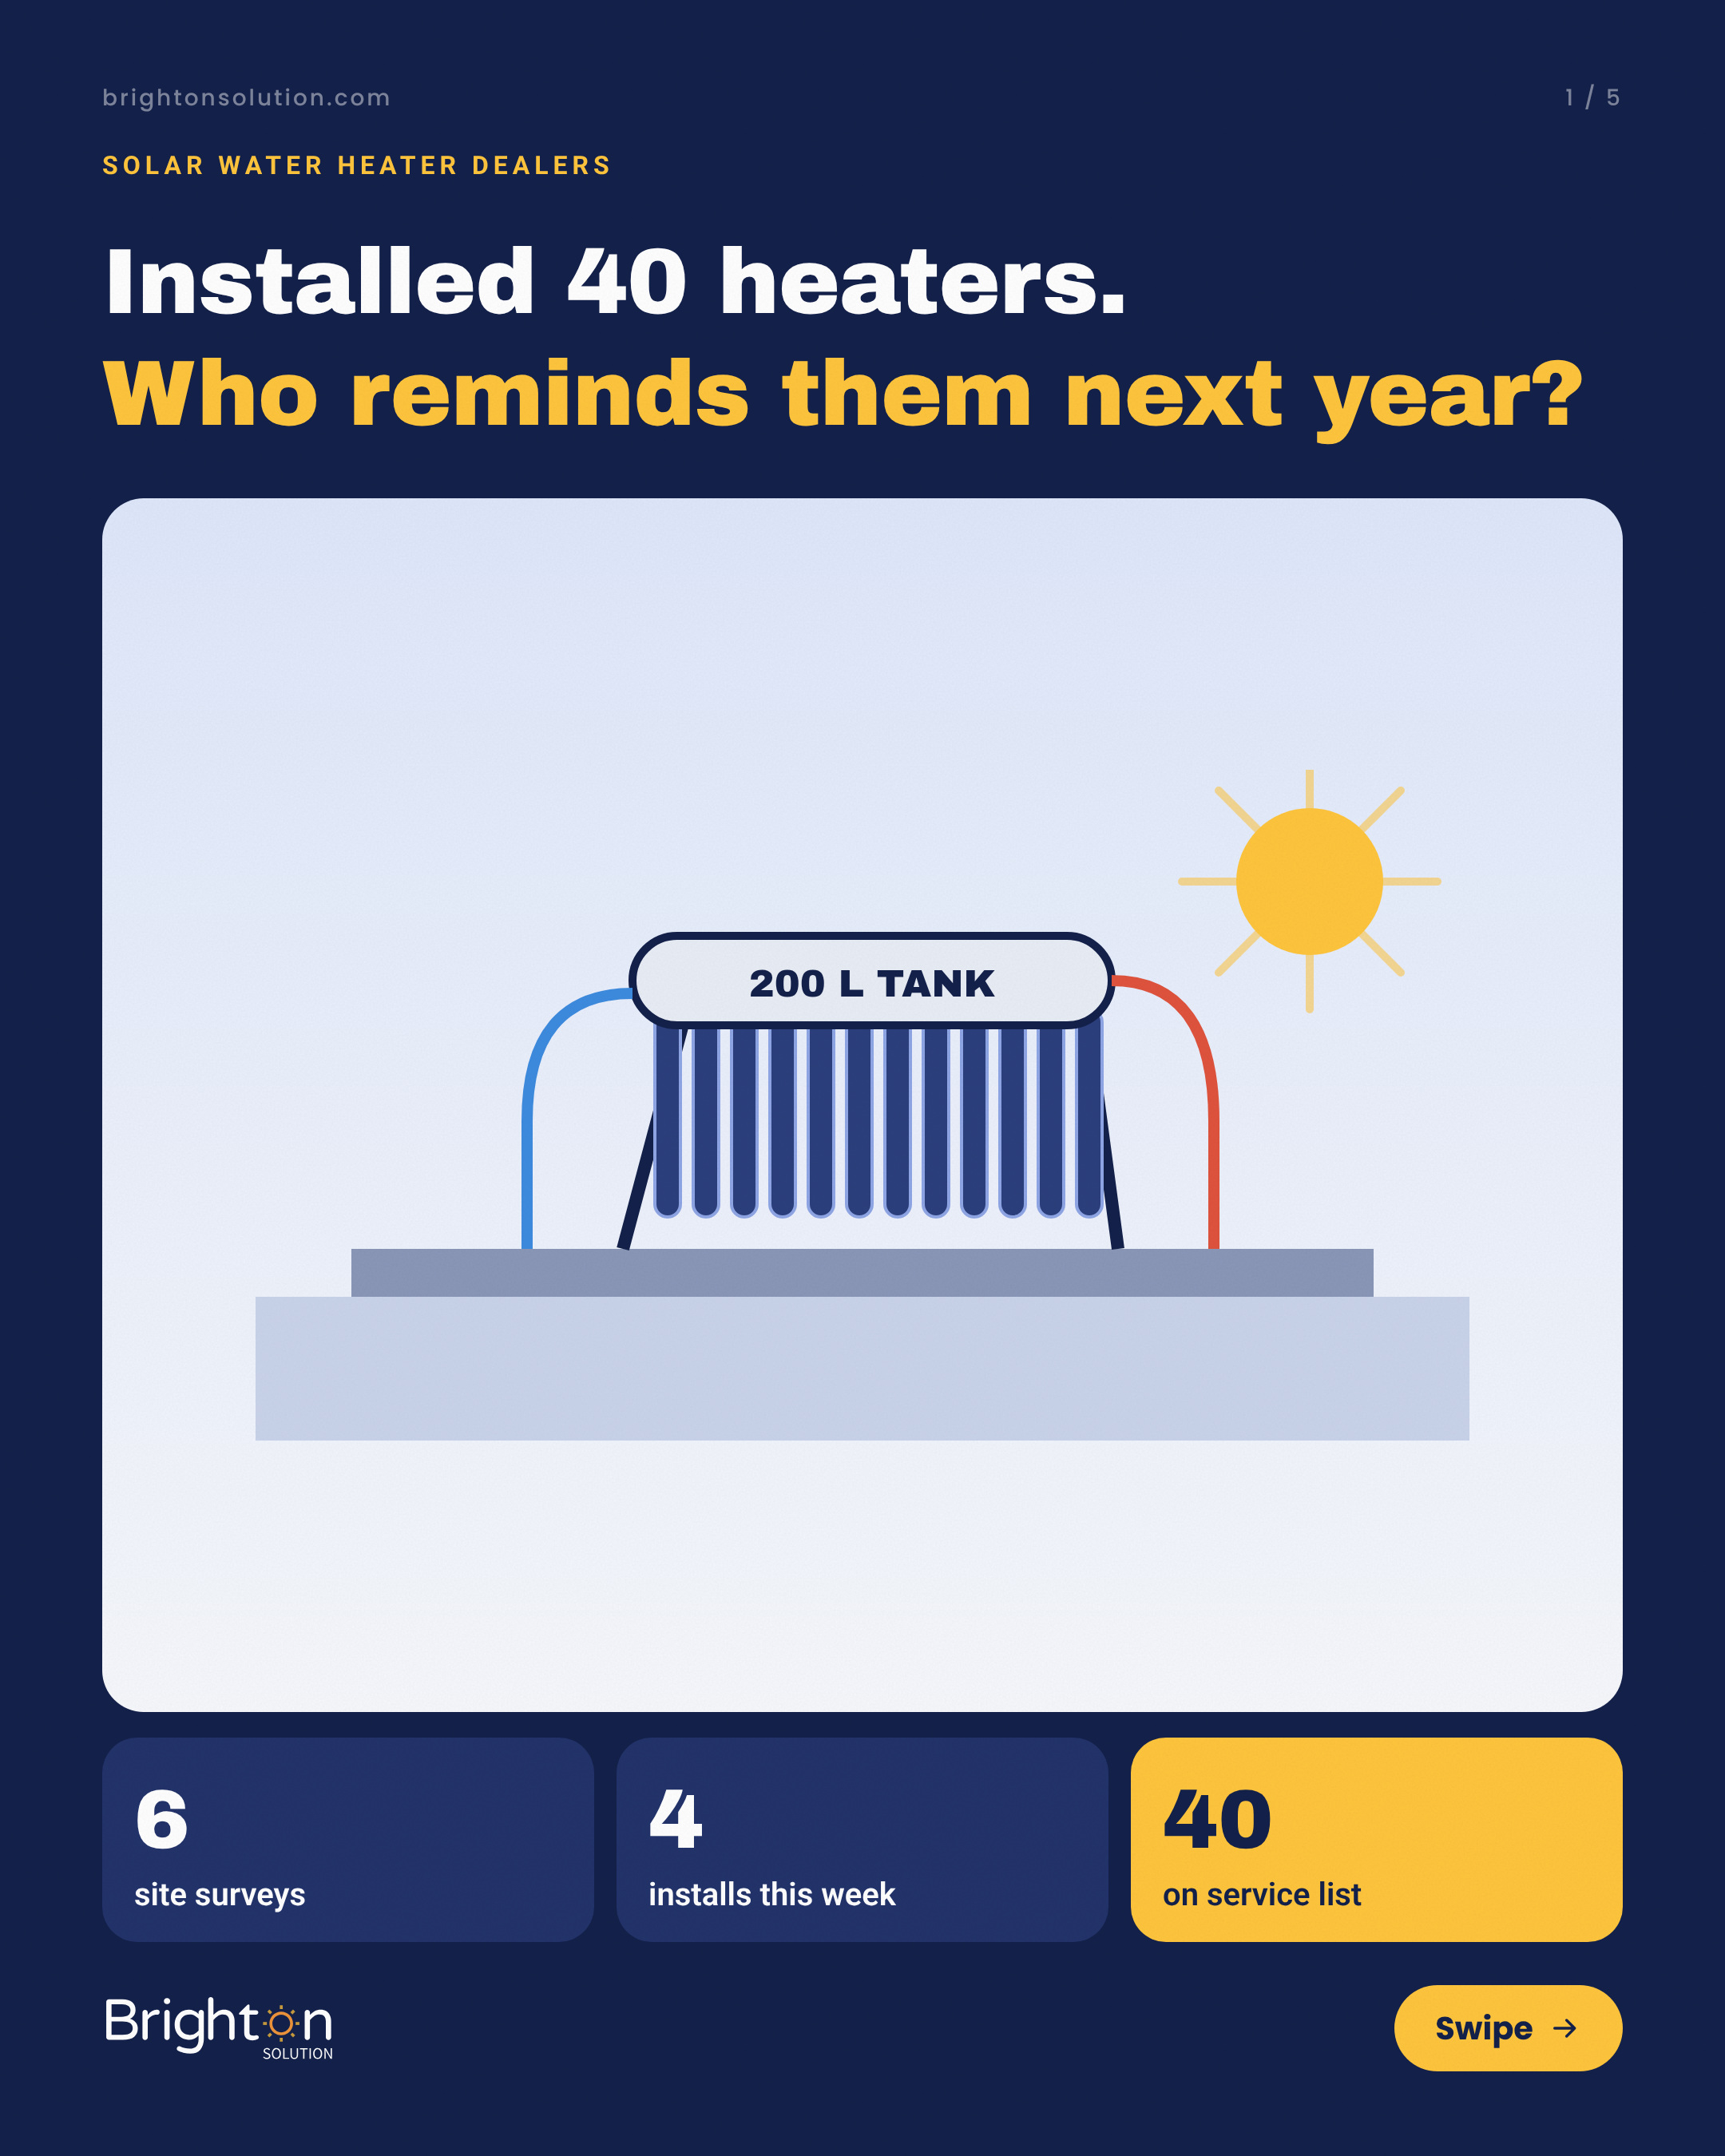 brightonsolution.com
1 / 5
SOLAR WATER HEATER DEALERS
Installed 40 heaters.
Who reminds them next year?
200 L TANK
6
site surveys
4
installs this week
40
on service list
Brighton
SOLUTION
Swipe →